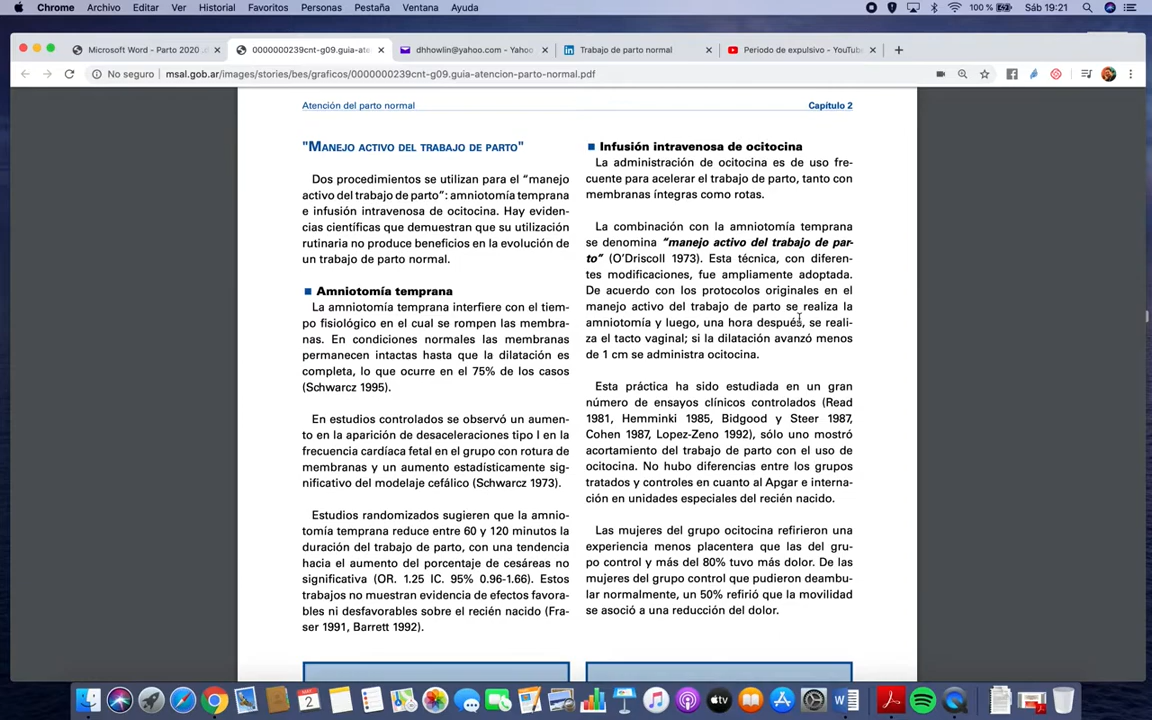 Chrome Archivo Editar Ver Historial Favoritos Personas Pestaña Ventana Ayuda
100 % Sáb 19:21
Microsoft Word - Parto 2020
0000000239cnt-g09.guia-ate
dhhowlin@yahoo.com - Yahoo
Trabajo de parto normal
Periodo de expulsivo - YouTube
No seguro | msal.gob.ar/images/stories/bes/graficos/0000000239cnt-g09.guia-atencion-parto-normal.pdf
Atención del parto normal
Capítulo 2
"Manejo activo del trabajo de parto"
Dos procedimientos se utilizan para el “manejo
activo del trabajo de parto”: amniotomía temprana
e infusión intravenosa de ocitocina. Hay eviden-
cias científicas que demuestran que su utilización
rutinaria no produce beneficios en la evolución de
un trabajo de parto normal.
Amniotomía temprana
La amniotomía temprana interfiere con el tiem-
po fisiológico en el cual se rompen las membra-
nas. En condiciones normales las membranas
permanecen intactas hasta que la dilatación es
completa, lo que ocurre en el 75% de los casos
(Schwarcz 1995).
En estudios controlados se observó un aumen-
to en la aparición de desaceleraciones tipo I en la
frecuencia cardíaca fetal en el grupo con rotura de
membranas y un aumento estadísticamente sig-
nificativo del modelaje cefálico (Schwarcz 1973).
Estudios randomizados sugieren que la amnio-
tomía temprana reduce entre 60 y 120 minutos la
duración del trabajo de parto, con una tendencia
hacia el aumento del porcentaje de cesáreas no
significativa (OR. 1.25 IC. 95% 0.96-1.66). Estos
trabajos no muestran evidencia de efectos favora-
bles ni desfavorables sobre el recién nacido (Fra-
ser 1991, Barrett 1992).
Infusión intravenosa de ocitocina
La administración de ocitocina es de uso fre-
cuente para acelerar el trabajo de parto, tanto con
membranas íntegras como rotas.
La combinación con la amniotomía temprana
se denomina “manejo activo del trabajo de par-
to” (O’Driscoll 1973). Esta técnica, con diferen-
tes modificaciones, fue ampliamente adoptada.
De acuerdo con los protocolos originales en el
manejo activo del trabajo de parto se realiza la
amniotomía y luego, una hora después, se reali-
za el tacto vaginal; si la dilatación avanzó menos
de 1 cm se administra ocitocina.
Esta práctica ha sido estudiada en un gran
número de ensayos clínicos controlados (Read
1981, Hemminki 1985, Bidgood y Steer 1987,
Cohen 1987, Lopez-Zeno 1992), sólo uno mostró
acortamiento del trabajo de parto con el uso de
ocitocina. No hubo diferencias entre los grupos
tratados y controles en cuanto al Apgar e interna-
ción en unidades especiales del recién nacido.
Las mujeres del grupo ocitocina refirieron una
experiencia menos placentera que las del gru-
po control y más del 80% tuvo más dolor. De las
mujeres del grupo control que pudieron deambu-
lar normalmente, un 50% refirió que la movilidad
se asoció a una reducción del dolor.